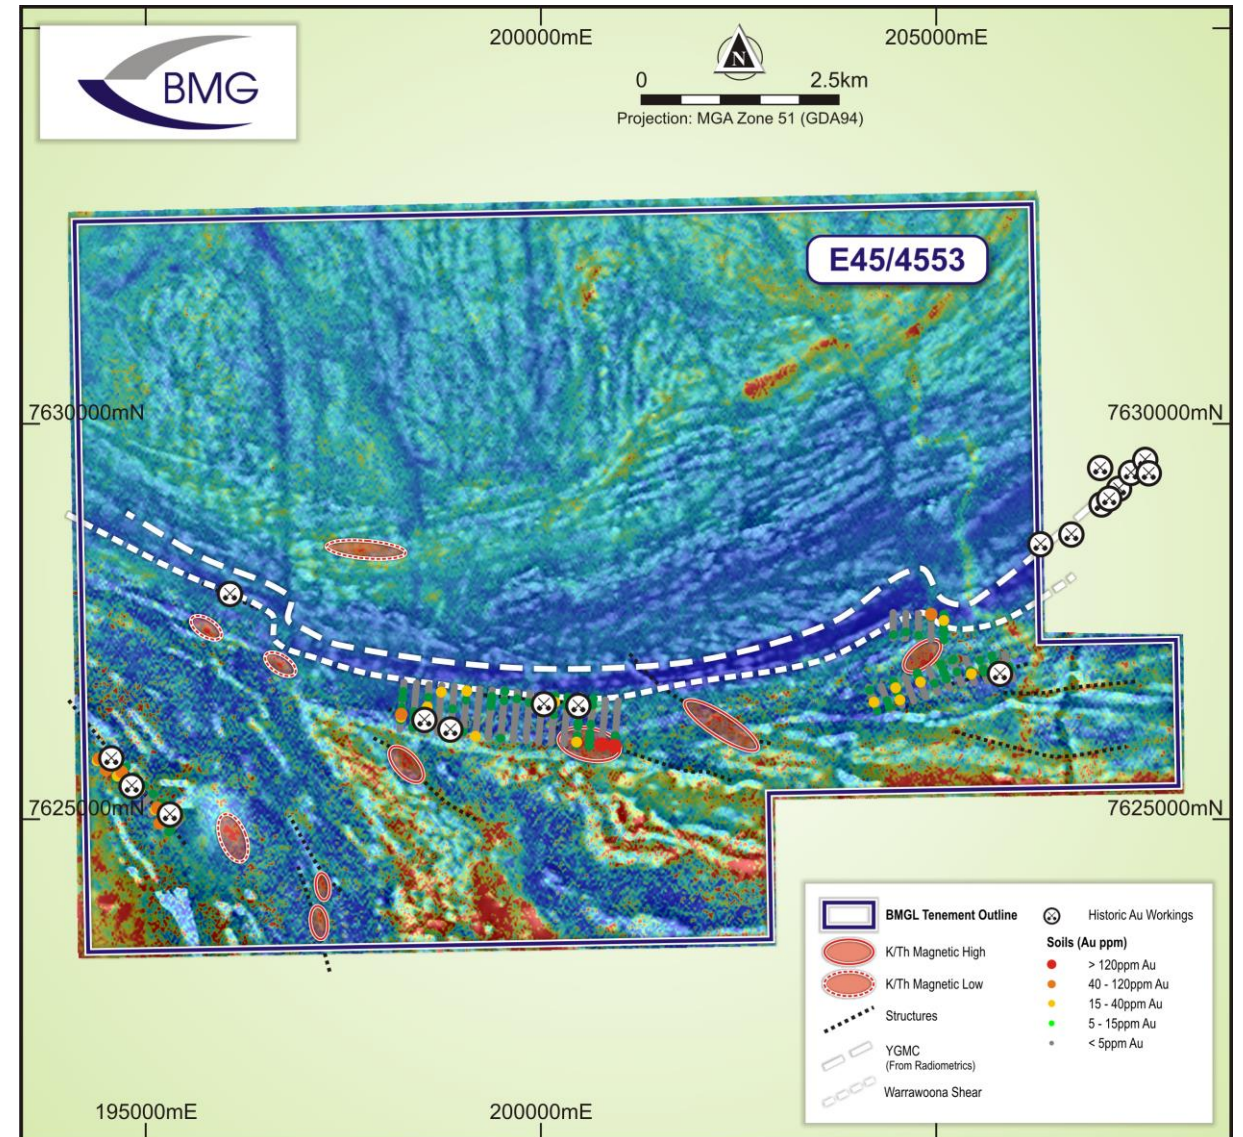 200000mE
205000mE
BMG
N
0
2.5km
Projection: MGA Zone 51 (GDA94)
E45/4553
7630000mN
7630000mN
7625000mN
7625000mN
BMGL Tenement Outline
Historic Au Workings
Soils (Au ppm)
K/Th Magnetic High
> 120ppm Au
K/Th Magnetic Low
40 - 120ppm Au
15 - 40ppm Au
Structures
5 - 15ppm Au
YGMC
(From Radiometrics)
< 5ppm Au
Warrawoona Shear
195000mE
200000mE